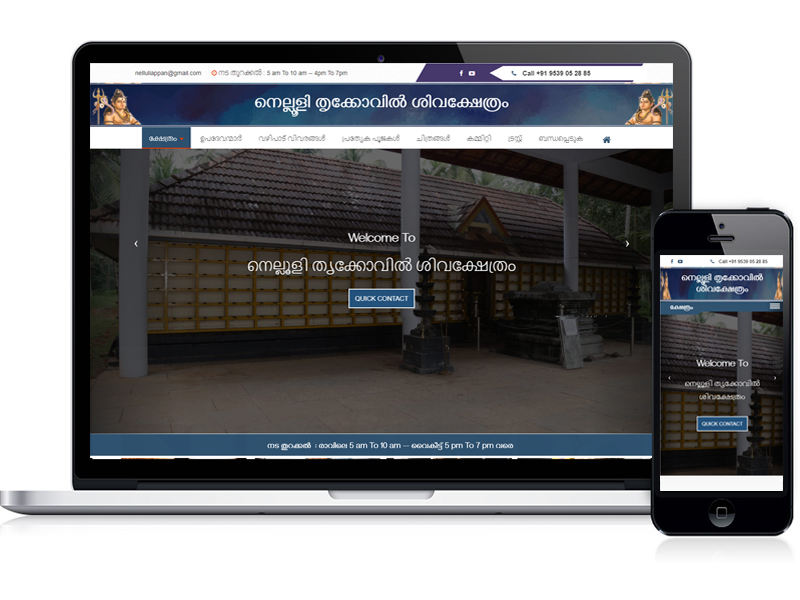 nelluliappan@gmail.com നട തുറക്കൽ : 5 am To 10 am -- 4pm To 7pm Call +91 9539 05 28 85
നെല്ലൂളി തൃക്കോവിൽ ശിവക്ഷേത്രം
ക്ഷേത്രം ഉപദേവന്മാർ വഴിപാട് വിവരങ്ങൾ പ്രത്യേക പൂജകൾ ചിത്രങ്ങൾ കമ്മിറ്റി ട്രസ്റ്റ് ബന്ധപ്പെടുക
Welcome To
നെല്ലൂളി തൃക്കോവിൽ ശിവക്ഷേത്രം
QUICK CONTACT
നട തുറക്കൽ : രാവിലെ 5 am To 10 am -- വൈകിട്ട് 5 pm To 7 pm വരെ
Call +91 9539 05 28 85
നെല്ലൂളി തൃക്കോവിൽ
ശിവക്ഷേത്രം
ക്ഷേത്രം
Welcome To
നെല്ലൂളി തൃക്കോവിൽ
ശിവക്ഷേത്രം
QUICK CONTACT